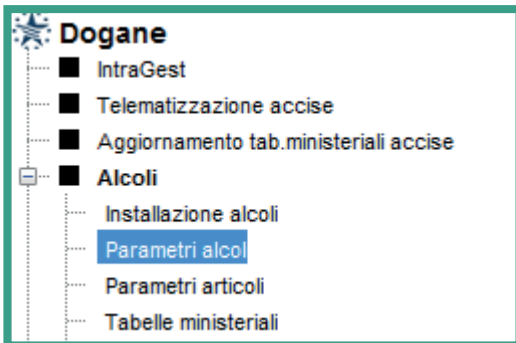 Dogane
IntraGest
Telematizzazione accise
Aggiornamento tab.ministeriali accise
Alcoli
Installazione alcoli
Parametri alcol
Parametri articoli
Tabelle ministeriali